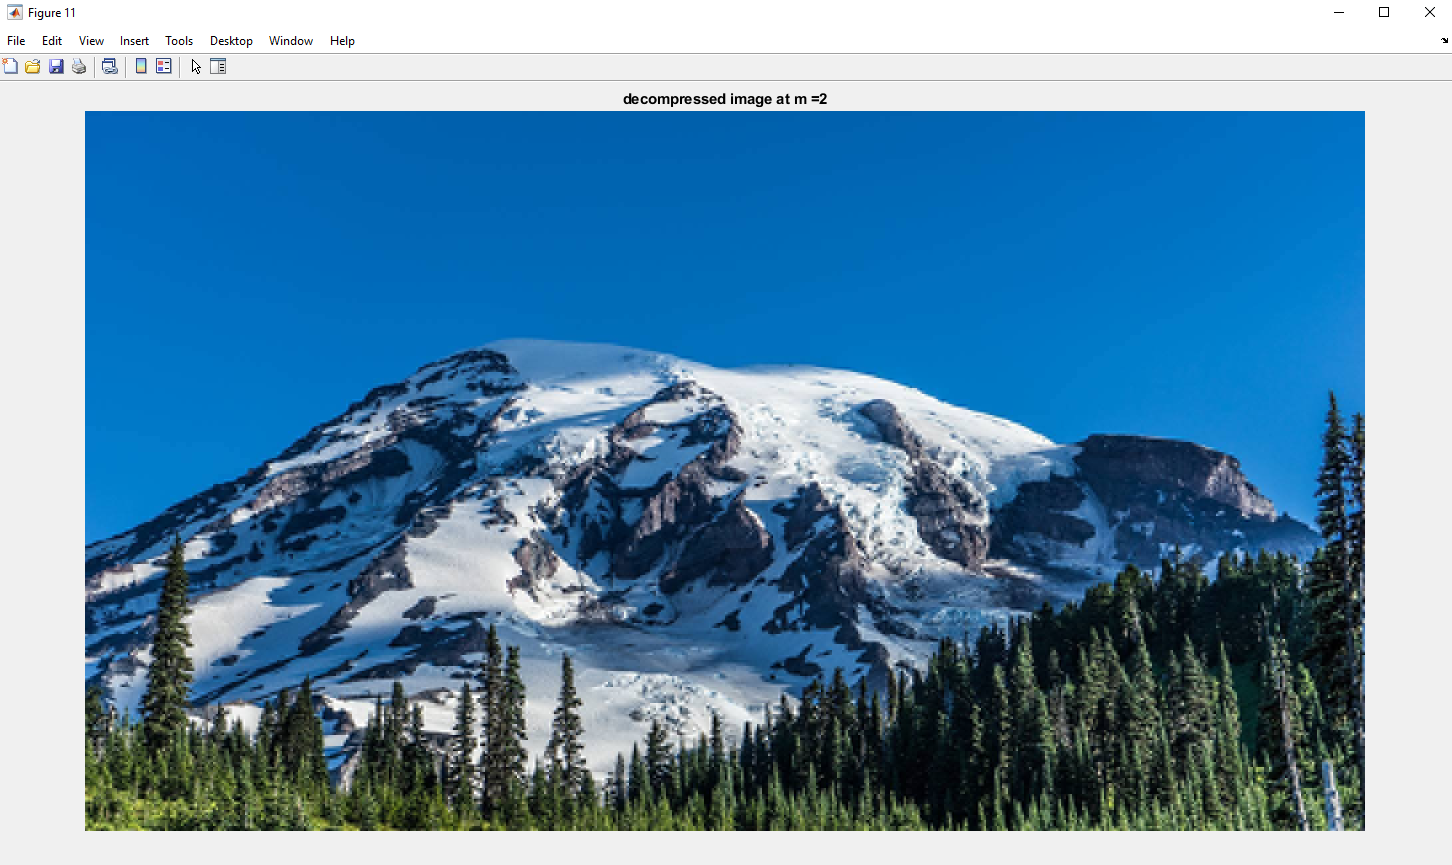 Figure 11
File Edit View Insert Tools Desktop Window Help
decompressed image at m =2